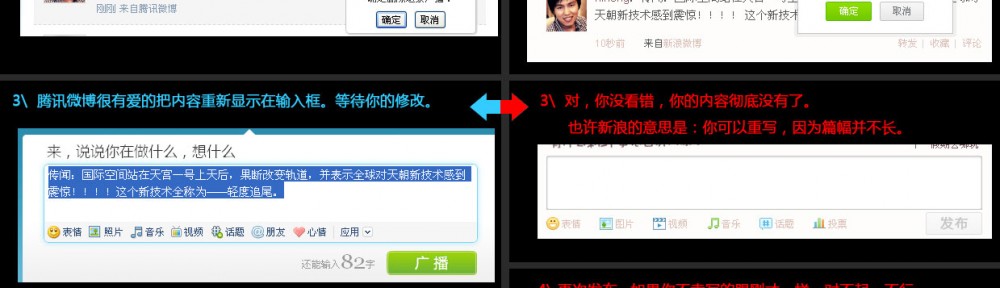 刚刚 来自腾讯微博
确定 取消
3\ 腾讯微博很有爱的把内容重新显示在输入框。等待你的修改。
来，说说你在做什么，想什么
传闻：国际空间站在天宫一号上天后，果断改变轨道，并表示全球对天朝新技术感到
震惊！！！！ 这个新技术全称为——轻度追尾。
表情 照片 音乐 视频 话题 朋友 心情 应用
还能输入82字 广播
天朝新技术感到震惊！！！！ 这个新技术
确定 取消
10秒前 来自新浪微博 转发 | 收藏 | 评论
3\ 对，你没看错，你的内容彻底没有了。
也许新浪的意思是：你可以重写，因为篇幅并不长。
表情 图片 视频 音乐 话题 投票 发布